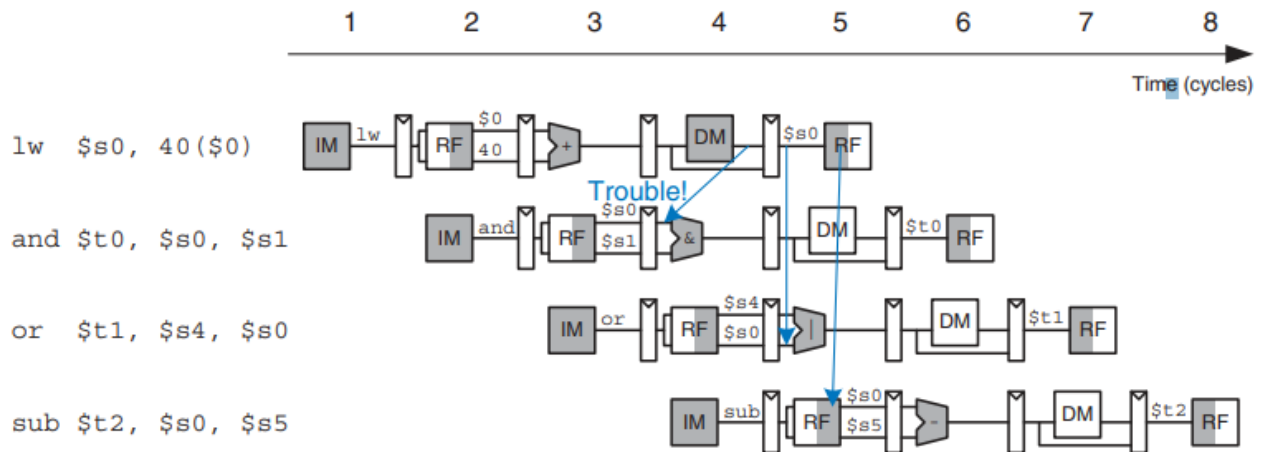 1 2 3 4 5 6 7 8
Time (cycles)
lw $s0, 40($0) IM lw RF $0 40 + DM $s0 RF
Trouble!
and $t0, $s0, $s1 IM and RF $s0 $s1 & DM $t0 RF
or $t1, $s4, $s0 IM or RF $s4 $s0 | DM $t1 RF
sub $t2, $s0, $s5 IM sub RF $s0 $s5 - DM $t2 RF